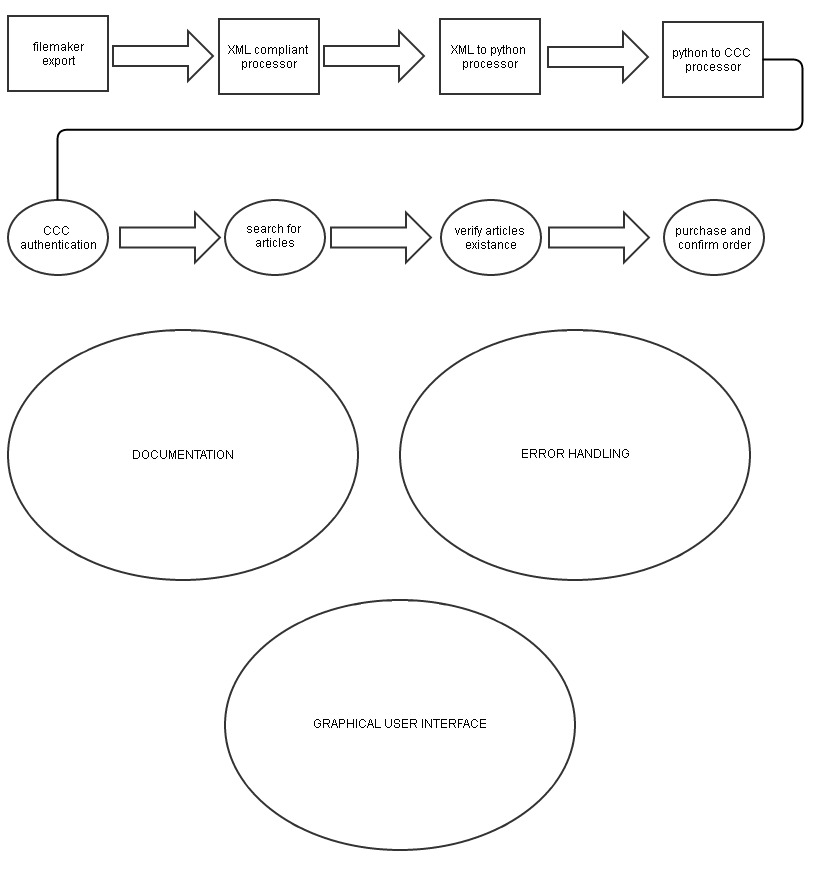 filemaker
export
XML compliant
processor
XML to python
processor
python to CCC
processor
CCC
authentication
search for
articles
verify articles
existance
purchase and
confirm order
DOCUMENTATION
ERROR HANDLING
GRAPHICAL USER INTERFACE